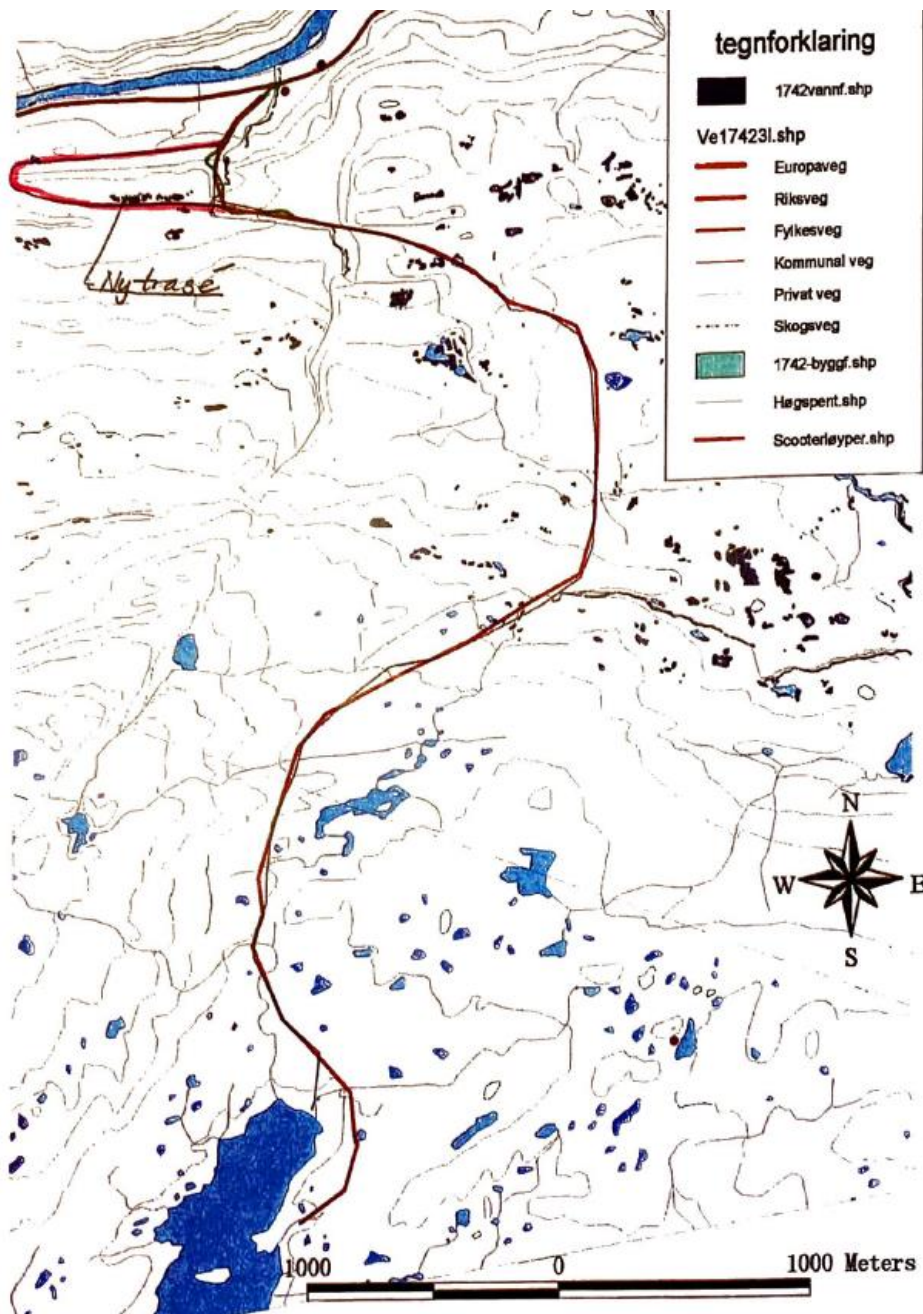 tegnforklaring
1742vannf.shp
Ve17423l.shp
Europaveg
Riksveg
Fylkesveg
Kommunal veg
Privat veg
Skogsveg
1742-byggf.shp
Høgspent.shp
Scooterløyper.shp
Ny trasé
N
W E
S
1000 0 1000 Meters